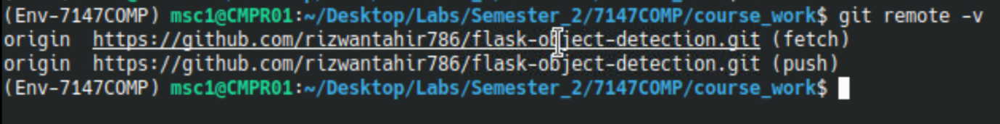 (Env-7147COMP) msc1@CMPR01:~/Desktop/Labs/Semester_2/7147COMP/course_work$ git remote -v
origin  https://github.com/rizwantahir786/flask-object-detection.git (fetch)
origin  https://github.com/rizwantahir786/flask-object-detection.git (push)
(Env-7147COMP) msc1@CMPR01:~/Desktop/Labs/Semester_2/7147COMP/course_work$